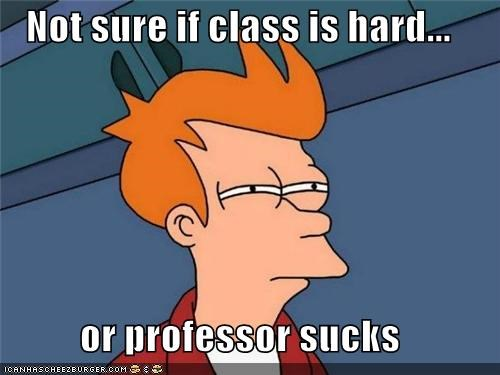 Not sure if class is hard...
or professor sucks
ICANHASCHEEZBURGER.COM